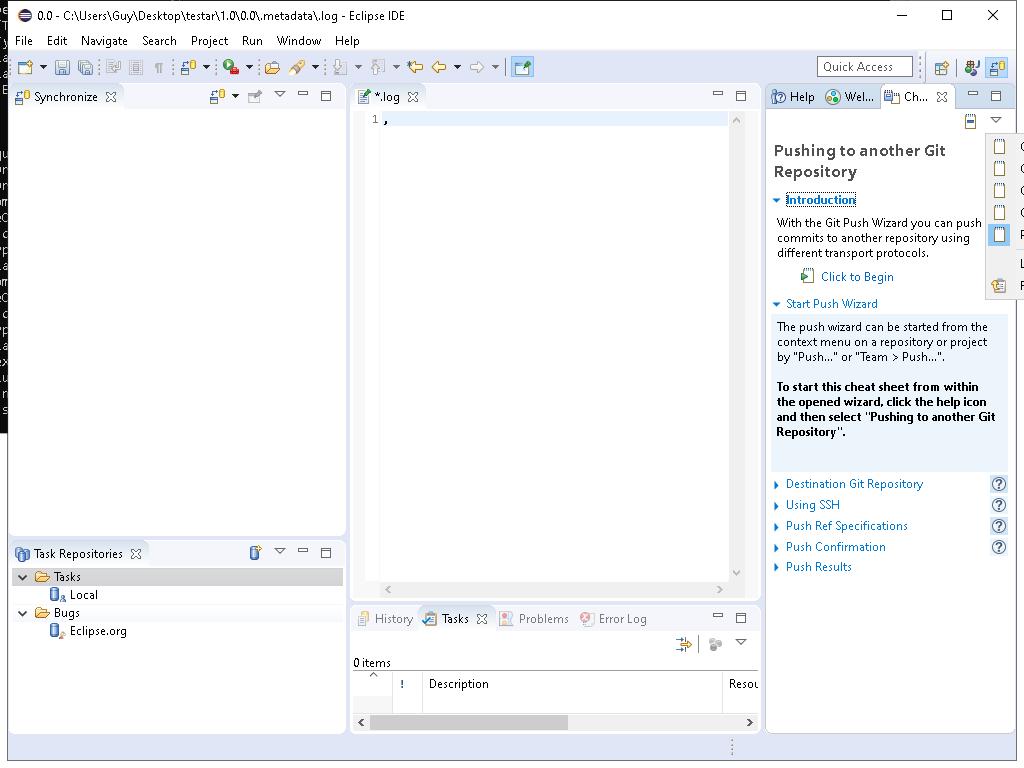 0.0 - C:\Users\Guy\Desktop\testar\1.0\0.0\.metadata\.log - Eclipse IDE
File Edit Navigate Search Project Run Window Help
Quick Access
Synchronize
*.log
1 ,
Help Wel... Ch...
Pushing to another Git
Repository
Introduction
With the Git Push Wizard you can push
commits to another repository using
different transport protocols.
Click to Begin
Start Push Wizard
The push wizard can be started from the
context menu on a repository or project
by "Push..." or "Team > Push...".
To start this cheat sheet from within
the opened wizard, click the help icon
and then select "Pushing to another Git
Repository".
Destination Git Repository
Using SSH
Push Ref Specifications
Push Confirmation
Push Results
Task Repositories
Tasks
Local
Bugs
Eclipse.org
History Tasks Problems Error Log
0 items
! Description Resou